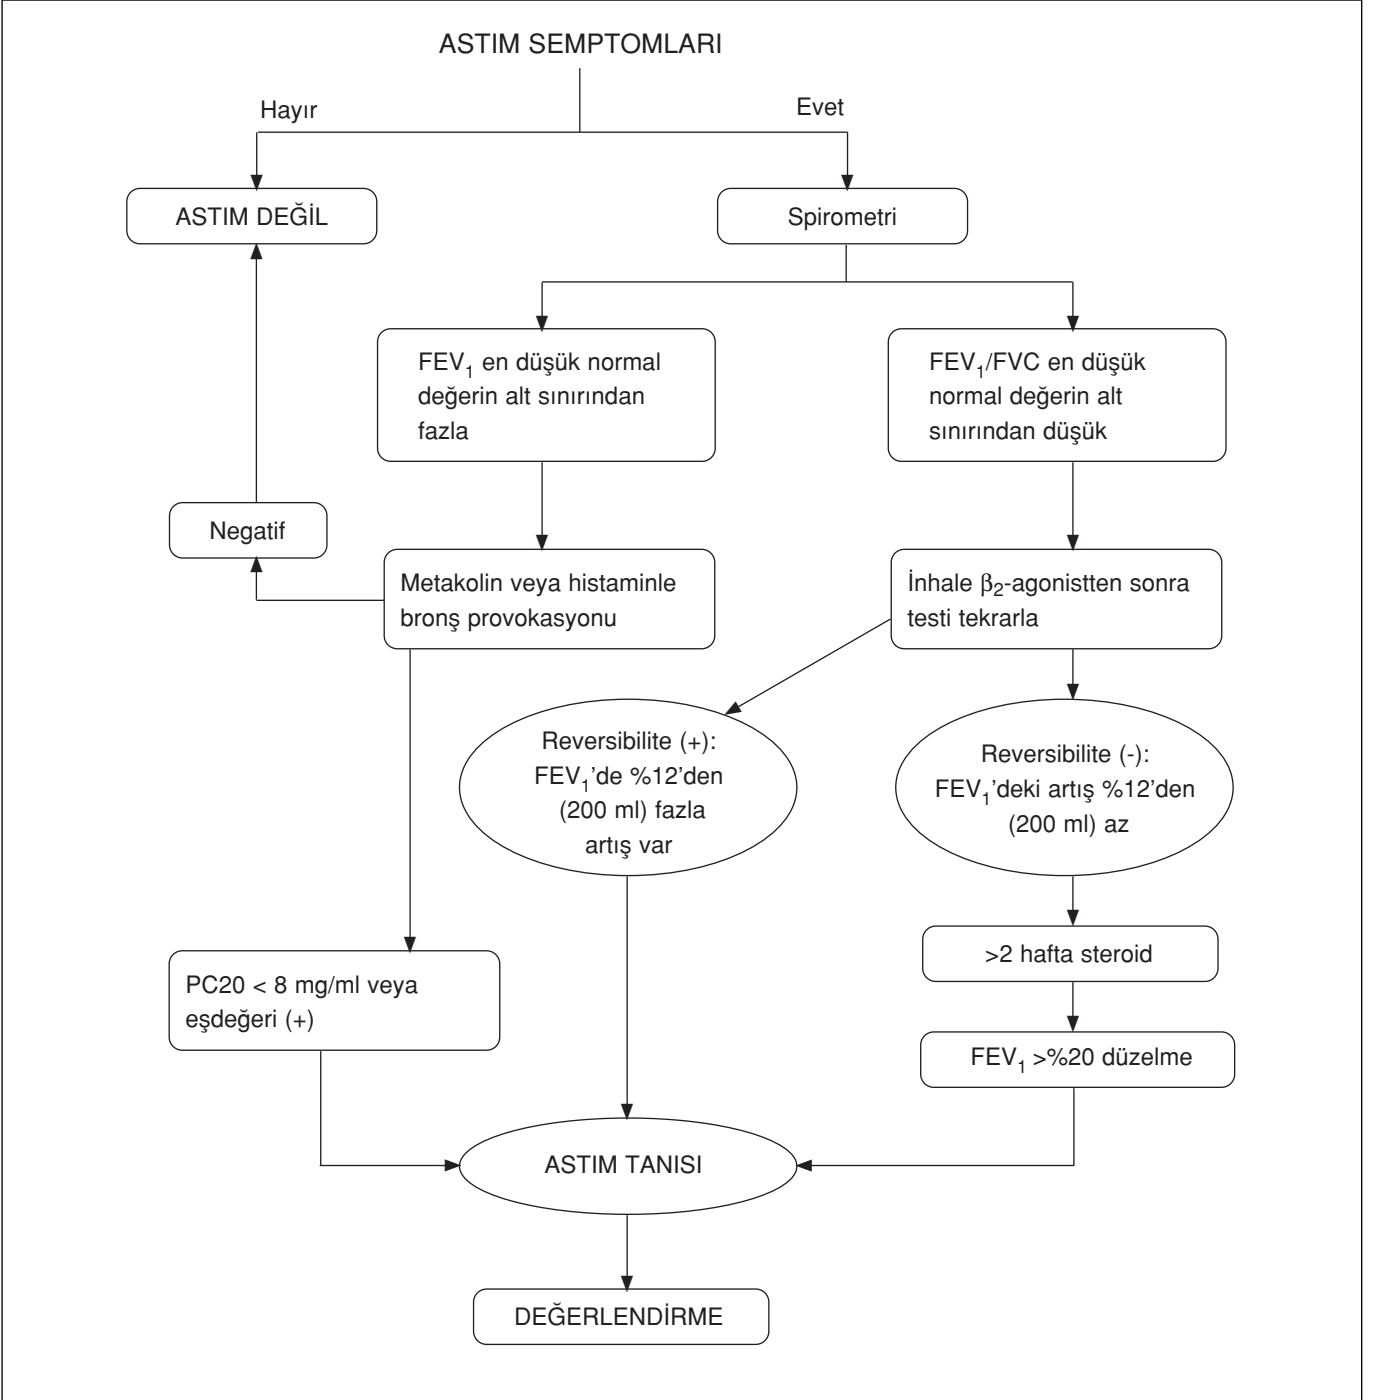 ASTIM SEMPTOMLARI
Hayır
Evet
ASTIM DEĞİL
Spirometri
FEV₁ en düşük normal
değerin alt sınırından
fazla
FEV₁/FVC en düşük
normal değerin alt
sınırından düşük
Negatif
Metakolin veya histaminle
bronş provokasyonu
İnhale β₂-agonistten sonra
testi tekrarla
Reversibilite (+):
FEV₁’de %12’den
(200 ml) fazla
artış var
Reversibilite (-):
FEV₁’deki artış %12’den
(200 ml) az
>2 hafta steroid
PC20 < 8 mg/ml veya
eşdeğeri (+)
FEV₁ >%20 düzelme
ASTIM TANISI
DEĞERLENDİRME